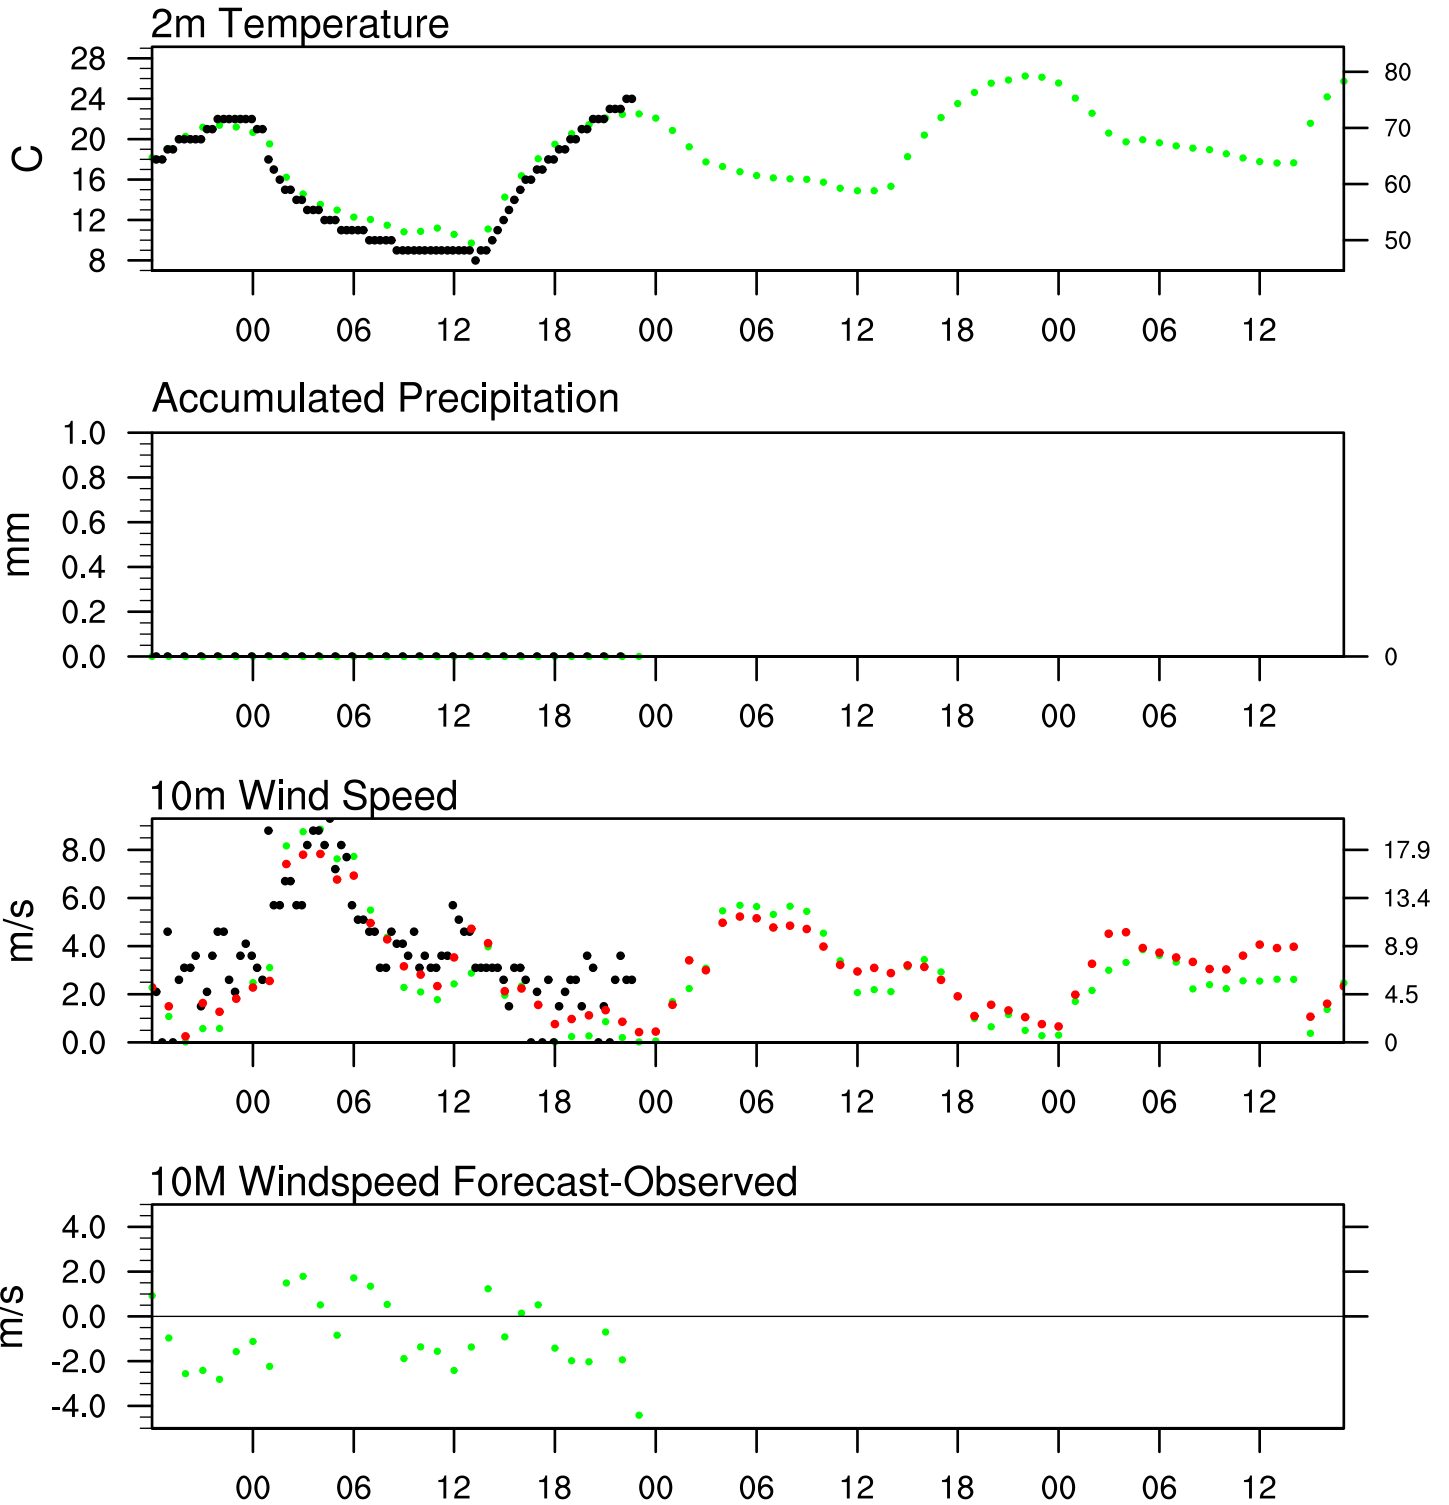 2m Temperature
28
24
20
16
12
8
C
80
70
60
50
00 06 12 18 00 06 12 18 00 06 12
Accumulated Precipitation
1.0
0.8
0.6
0.4
0.2
0.0
mm
0
00 06 12 18 00 06 12 18 00 06 12
10m Wind Speed
8.0
6.0
4.0
2.0
0.0
m/s
17.9
13.4
8.9
4.5
0
00 06 12 18 00 06 12 18 00 06 12
10M Windspeed Forecast-Observed
4.0
2.0
0.0
-2.0
-4.0
m/s
00 06 12 18 00 06 12 18 00 06 12